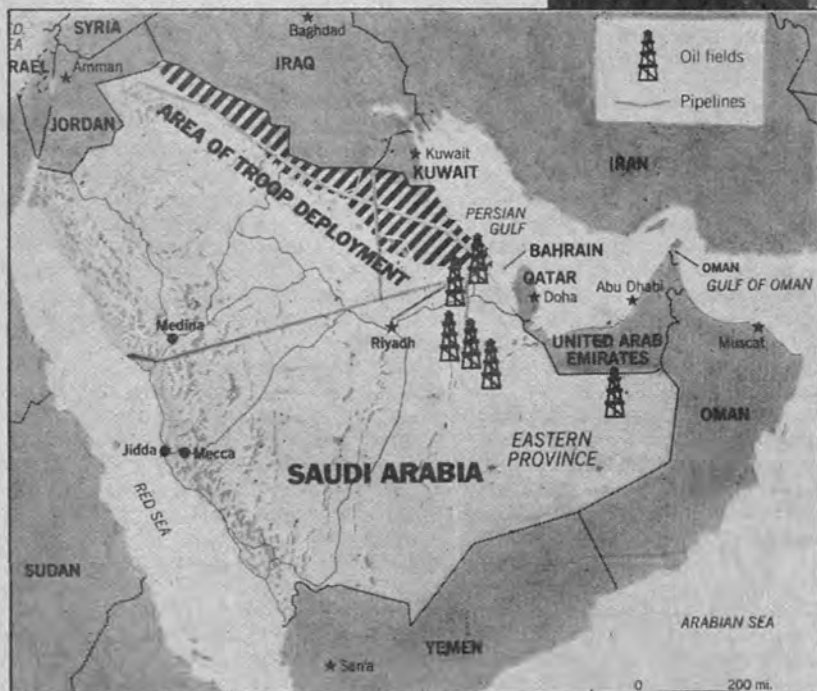 SYRIA
Baghdad
IRAQ
Amman
JORDAN
Oil fields
Pipelines
AREA OF TROOP DEPLOYMENT
Kuwait
KUWAIT
IRAN
PERSIAN
GULF
BAHRAIN
QATAR
Doha
Abu Dhabi
OMAN
GULF OF OMAN
Medina
Riyadh
UNITED ARAB
EMIRATES
Muscat
OMAN
Jidda
Mecca
EASTERN
PROVINCE
SAUDI ARABIA
RED SEA
SUDAN
YEMEN
ARABIAN SEA
San'a
0 200 mi.